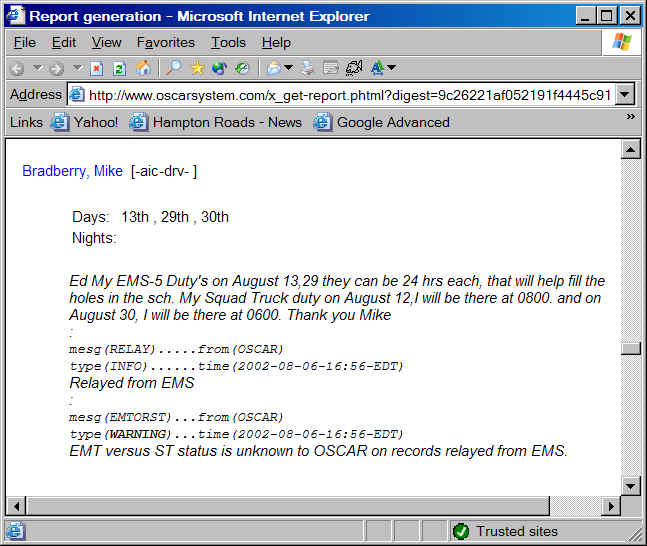 Report generation - Microsoft Internet Explorer
File Edit View Favorites Tools Help
Address http://www.oscarsystem.com/x_get-report.phtml?digest=9c26221af052191f4445c91
Links Yahoo! Hampton Roads - News Google Advanced »
Bradberry, Mike [-aic-drv- ]
Days: 13th , 29th , 30th
Nights:
Ed My EMS-5 Duty's on August 13,29 they can be 24 hrs each, that will help fill the
holes in the sch. My Squad Truck duty on August 12,I will be there at 0800. and on
August 30, I will be there at 0600. Thank you Mike
:
mesg(RELAY).....from(OSCAR)
type(INFO)......time(2002-08-06-16:56-EDT)
Relayed from EMS
:
mesg(EMTORST)...from(OSCAR)
type(WARNING)...time(2002-08-06-16:56-EDT)
EMT versus ST status is unknown to OSCAR on records relayed from EMS.
Trusted sites